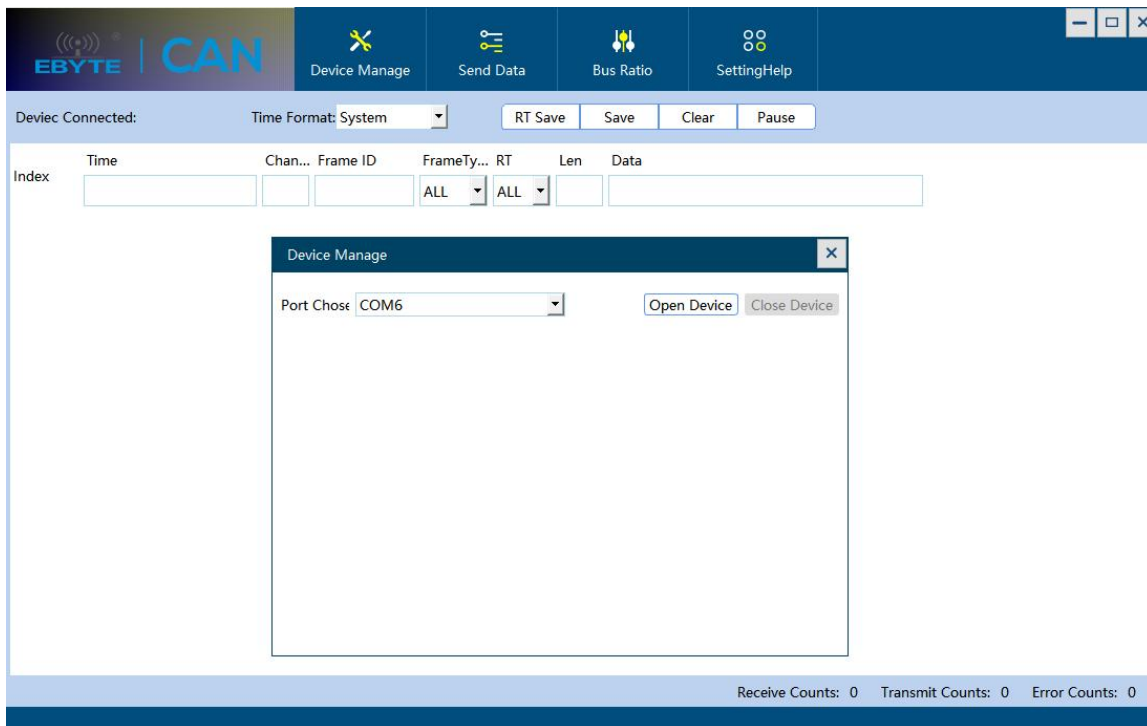 EBYTE | CAN
Device Manage
Send Data
Bus Ratio
SettingHelp
Deviec Connected:
Time Format: System
RT Save
Save
Clear
Pause
Index
Time
Chan...
Frame ID
FrameTy...
RT
Len
Data
ALL
ALL
Device Manage
Port Chose
COM6
Open Device
Close Device
Receive Counts: 0
Transmit Counts: 0
Error Counts: 0